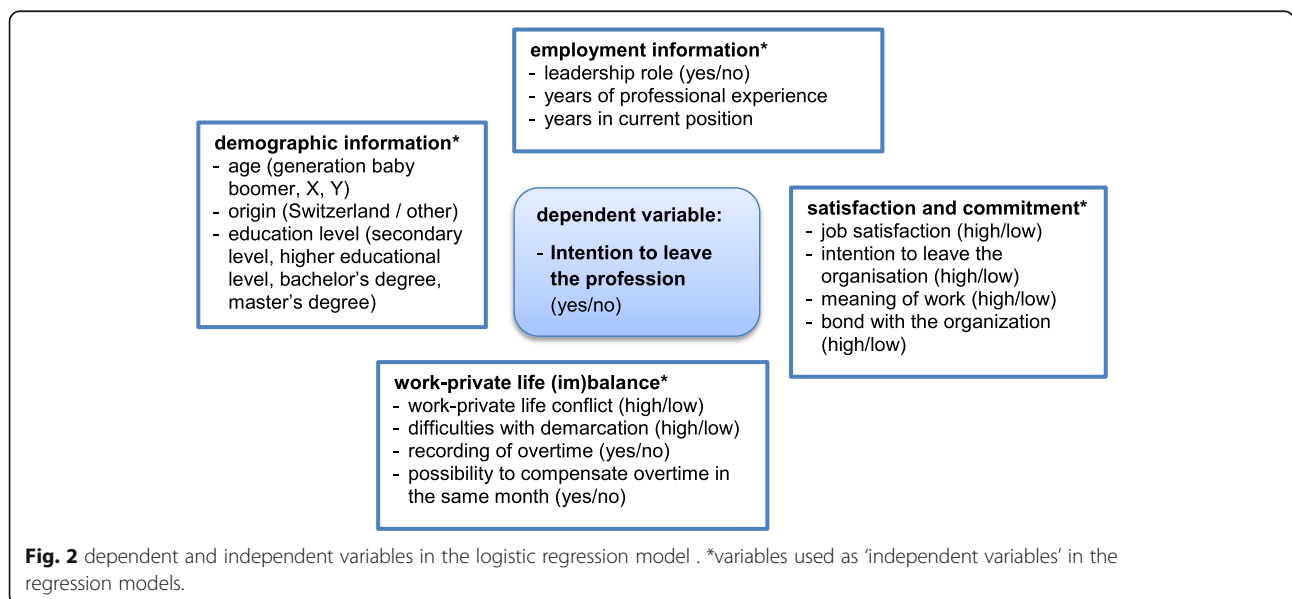 employment information*
- leadership role (yes/no)
- years of professional experience
- years in current position
demographic information*
- age (generation baby
boomer, X, Y)
- origin (Switzerland / other)
- education level (secondary
level, higher educational
level, bachelor's degree,
master's degree)
dependent variable:
- Intention to leave
the profession
(yes/no)
satisfaction and commitment*
- job satisfaction (high/low)
- intention to leave the
organisation (high/low)
- meaning of work (high/low)
- bond with the organization
(high/low)
work-private life (im)balance*
- work-private life conflict (high/low)
- difficulties with demarcation (high/low)
- recording of overtime (yes/no)
- possibility to compensate overtime in
the same month (yes/no)
Fig. 2 dependent and independent variables in the logistic regression model . *variables used as 'independent variables' in the
regression models.